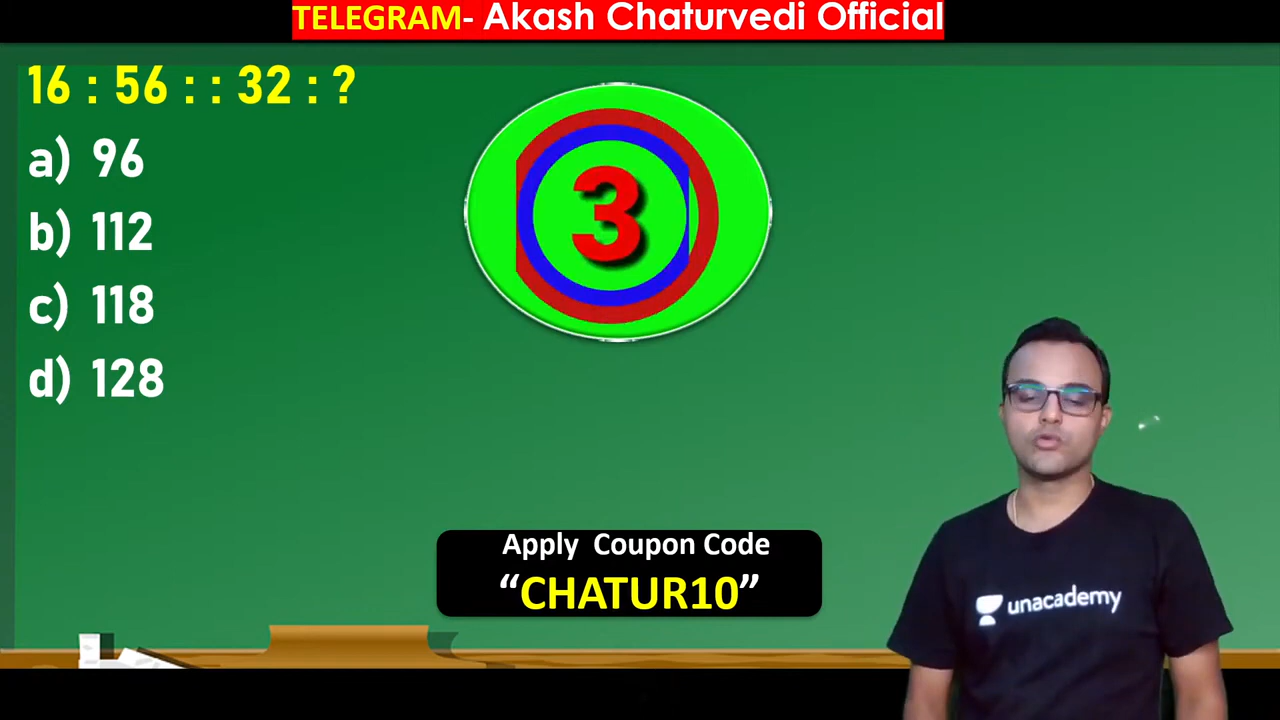 TELEGRAM- Akash Chaturvedi Official
16 : 56 : : 32 : ?
a) 96
b) 112
c) 118
d) 128
3
Apply Coupon Code
“CHATUR10”
unacademy